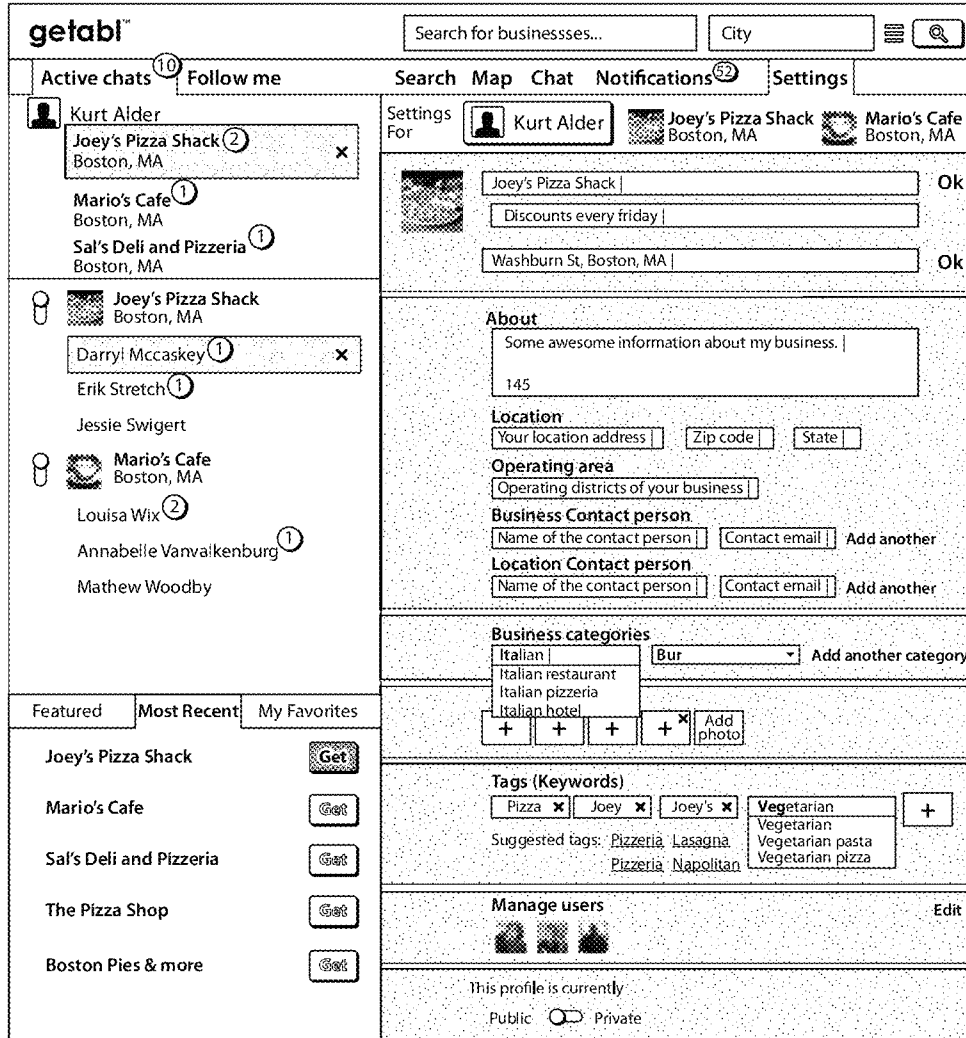 getabl™
Search for businessses...
City
Active chats 10 Follow me
Search Map Chat Notifications 52 Settings
Kurt Alder
Joey's Pizza Shack 2
Boston, MA
Mario's Cafe 1
Boston, MA
Sal's Deli and Pizzeria 1
Boston, MA
Joey's Pizza Shack
Boston, MA
Darryl Mccaskey 1
Erik Stretch 1
Jessie Swigert
Mario's Cafe
Boston, MA
Louisa Wix 2
Annabelle Vanvalkenburg 1
Mathew Woodby
Featured Most Recent My Favorites
Joey's Pizza Shack Get
Mario's Cafe Get
Sal's Deli and Pizzeria Get
The Pizza Shop Get
Boston Pies & more Get
Settings
For
Kurt Alder
Joey's Pizza Shack
Boston, MA
Mario's Cafe
Boston, MA
Joey's Pizza Shack Ok
Discounts every friday
Washburn St, Boston, MA Ok
About
Some awesome information about my business.
145
Location
Your location address Zip code State
Operating area
Operating districts of your business
Business Contact person
Name of the contact person Contact email Add another
Location Contact person
Name of the contact person Contact email Add another
Business categories
Italian Bur Add another category
Italian restaurant
Italian pizzeria
Italian hotel
+ + + + × Add
photo
Tags (Keywords)
Pizza × Joey × Joey's × Vegetarian +
Vegetarian
Vegetarian pasta
Vegetarian pizza
Suggested tags: Pizzeria Lasagna
Pizzeria Napolitan
Manage users Edit
This profile is currently
Public Private